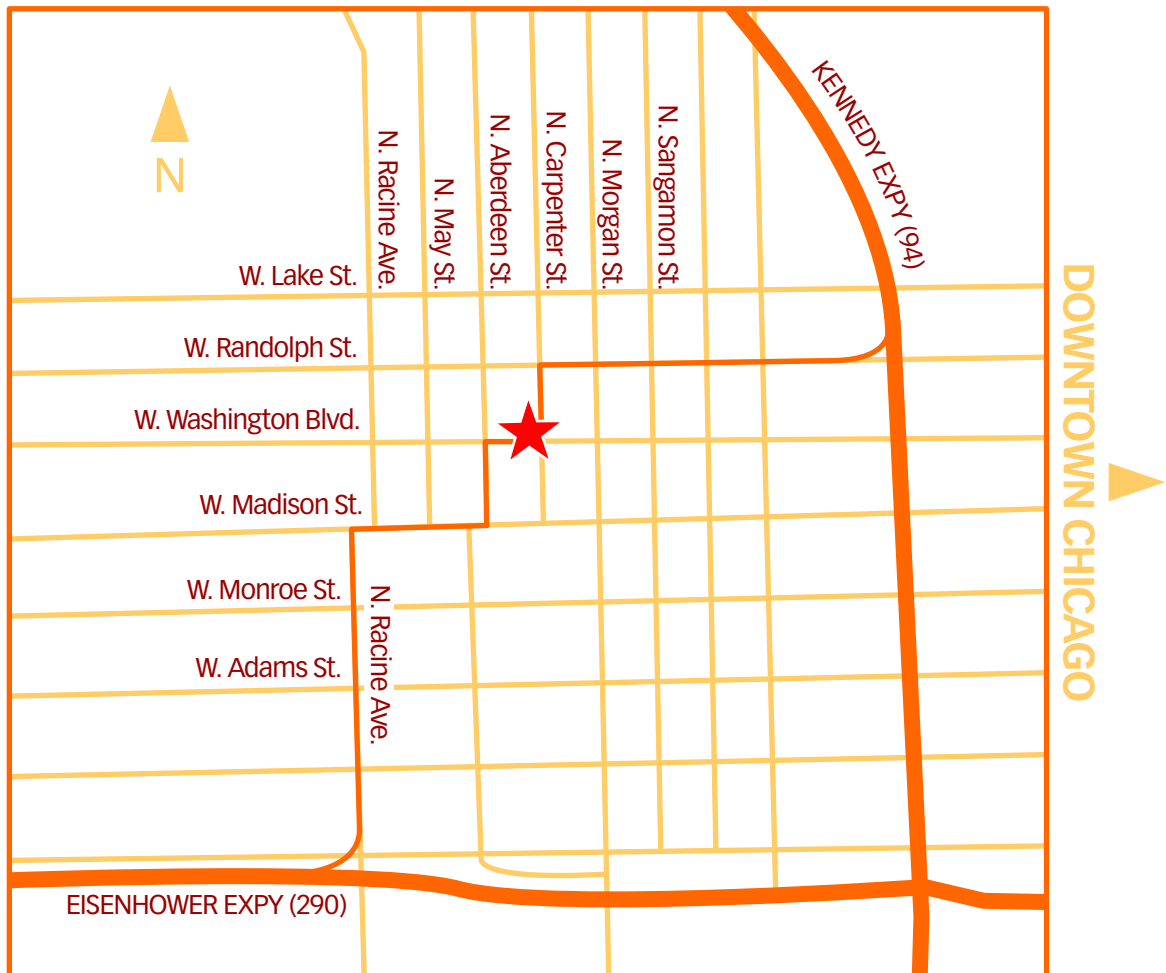 KENNEDY EXPY (94)
N. Racine Ave.
N. May St.
N. Aberdeen St.
N. Carpenter St.
N. Morgan St.
N. Sangamon St.
N
W. Lake St.
W. Randolph St.
W. Washington Blvd.
W. Madison St.
W. Monroe St.
N. Racine Ave.
W. Adams St.
EISENHOWER EXPY (290)
DOWNTOWN CHICAGO